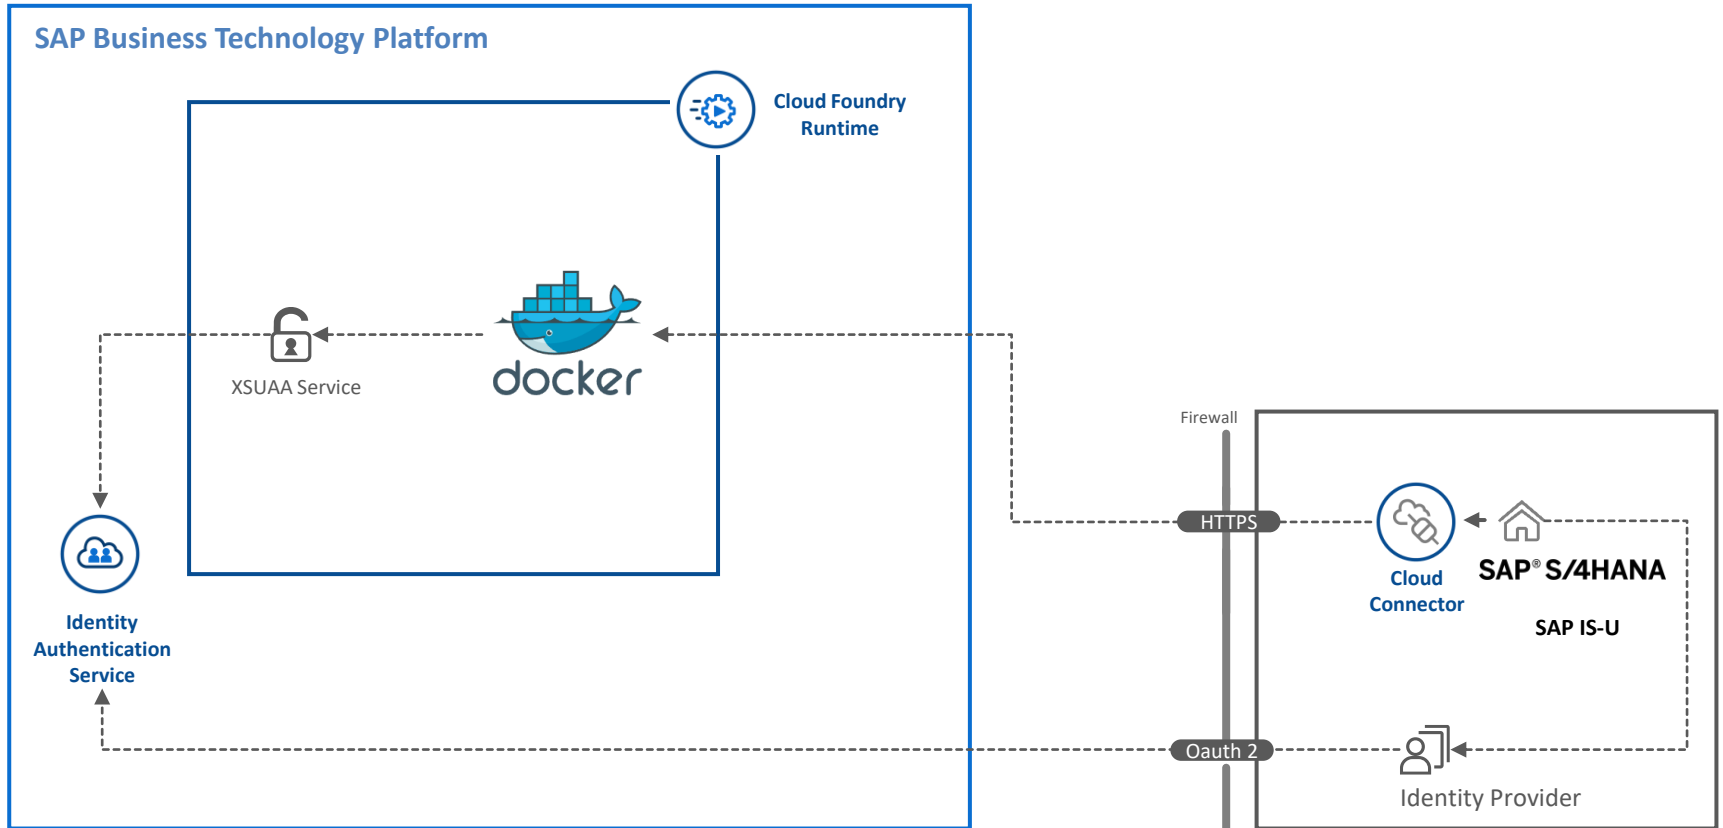 SAP Business Technology Platform
Cloud Foundry
Runtime
docker
XSUAA Service
Identity
Authentication
Service
Firewall
HTTPS
Cloud
Connector
SAP® S/4HANA
SAP IS-U
Oauth 2
Identity Provider